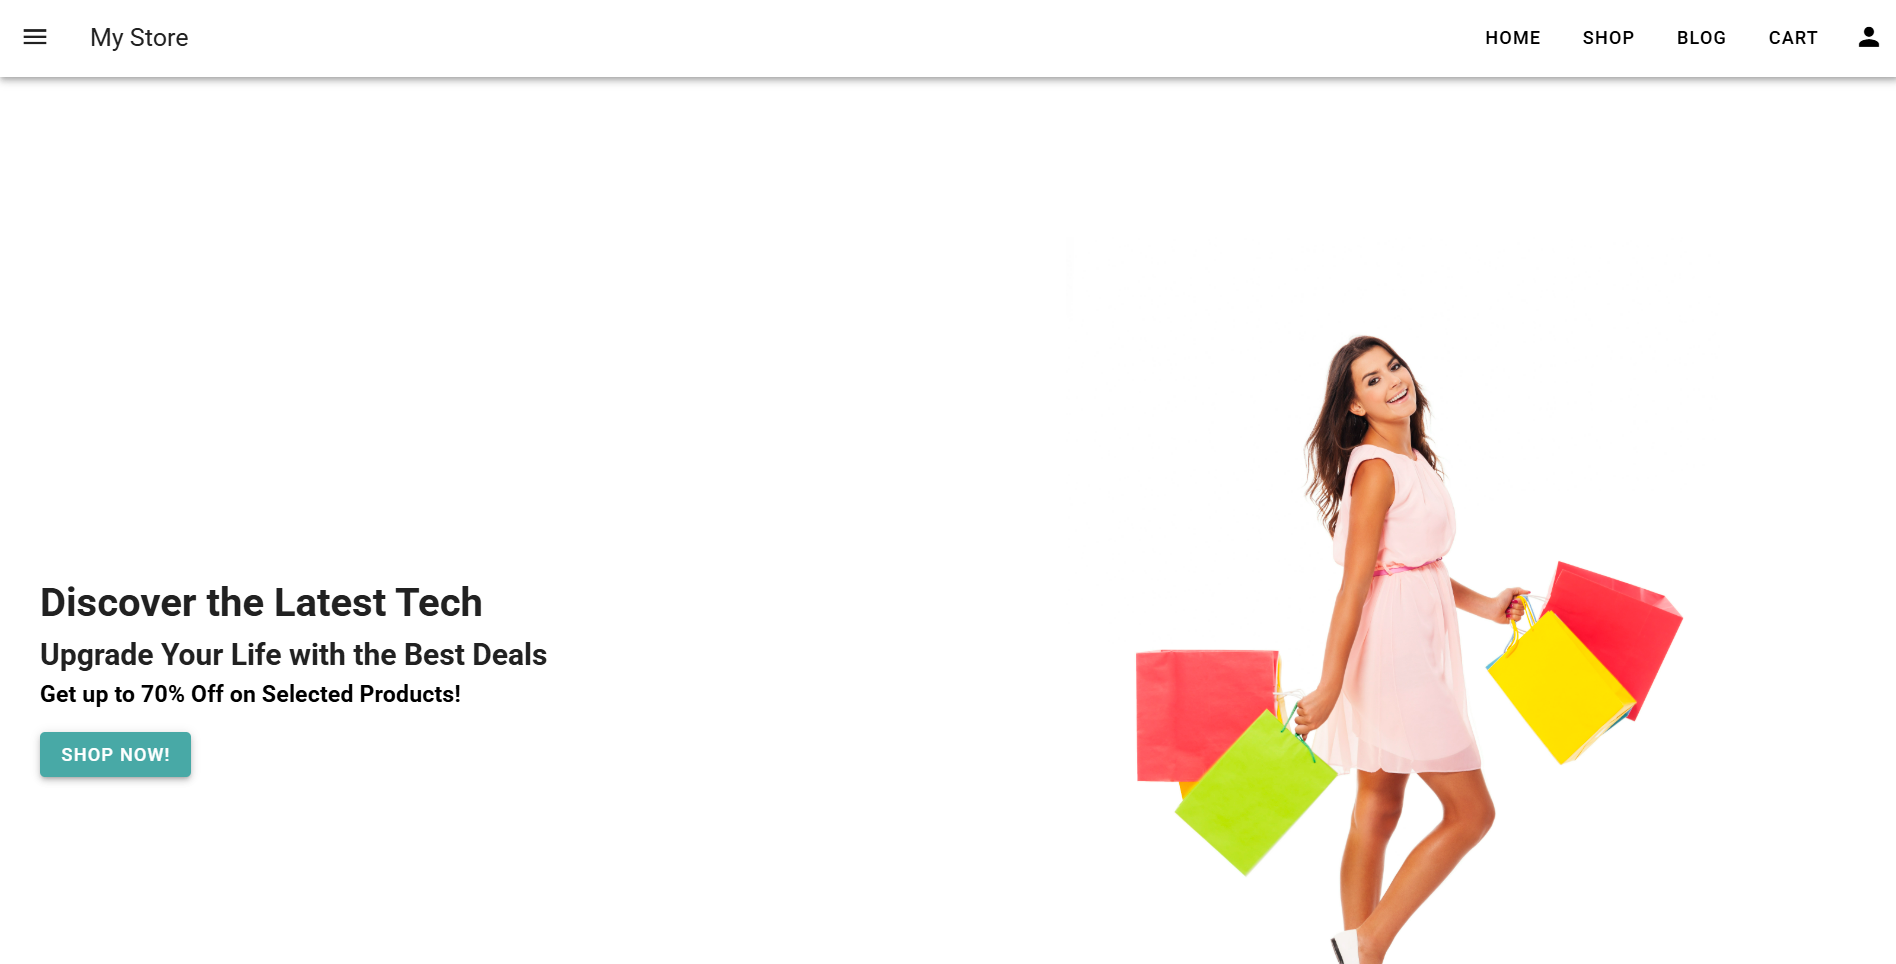 My Store
HOME SHOP BLOG CART
Discover the Latest Tech
Upgrade Your Life with the Best Deals
Get up to 70% Off on Selected Products!
SHOP NOW!